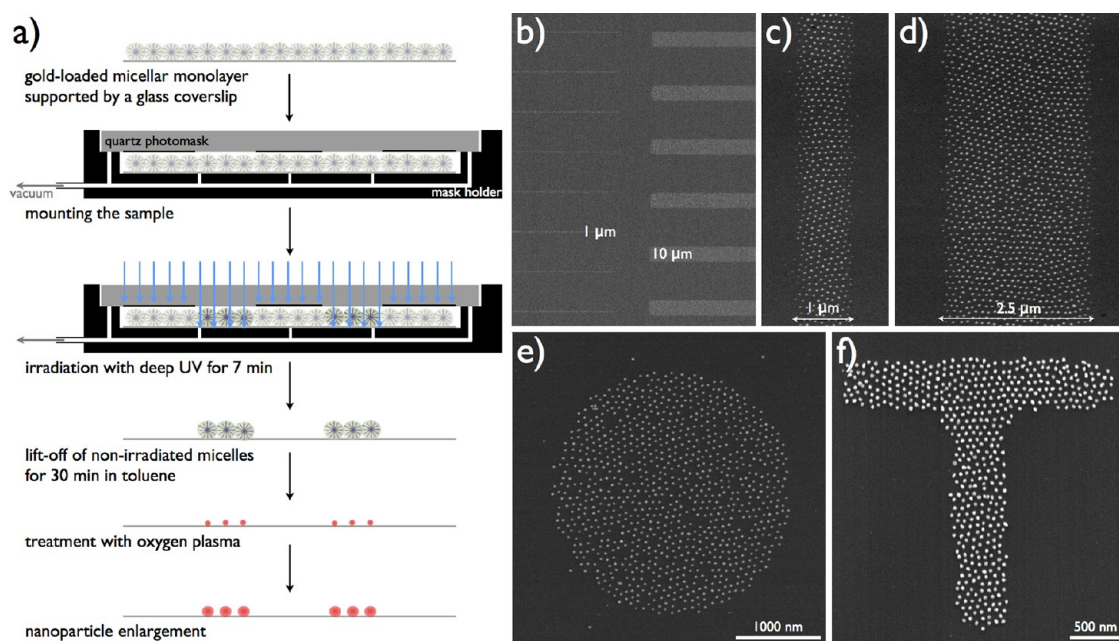 a)
gold-loaded micellar monolayer
supported by a glass coverslip
quartz photomask
vacuum
mask holder
mounting the sample
irradiation with deep UV for 7 min
lift-off of non-irradiated micelles
for 30 min in toluene
treatment with oxygen plasma
nanoparticle enlargement
b)
1 µm
10 µm
c)
1 µm
d)
2.5 µm
e)
1000 nm
f)
500 nm